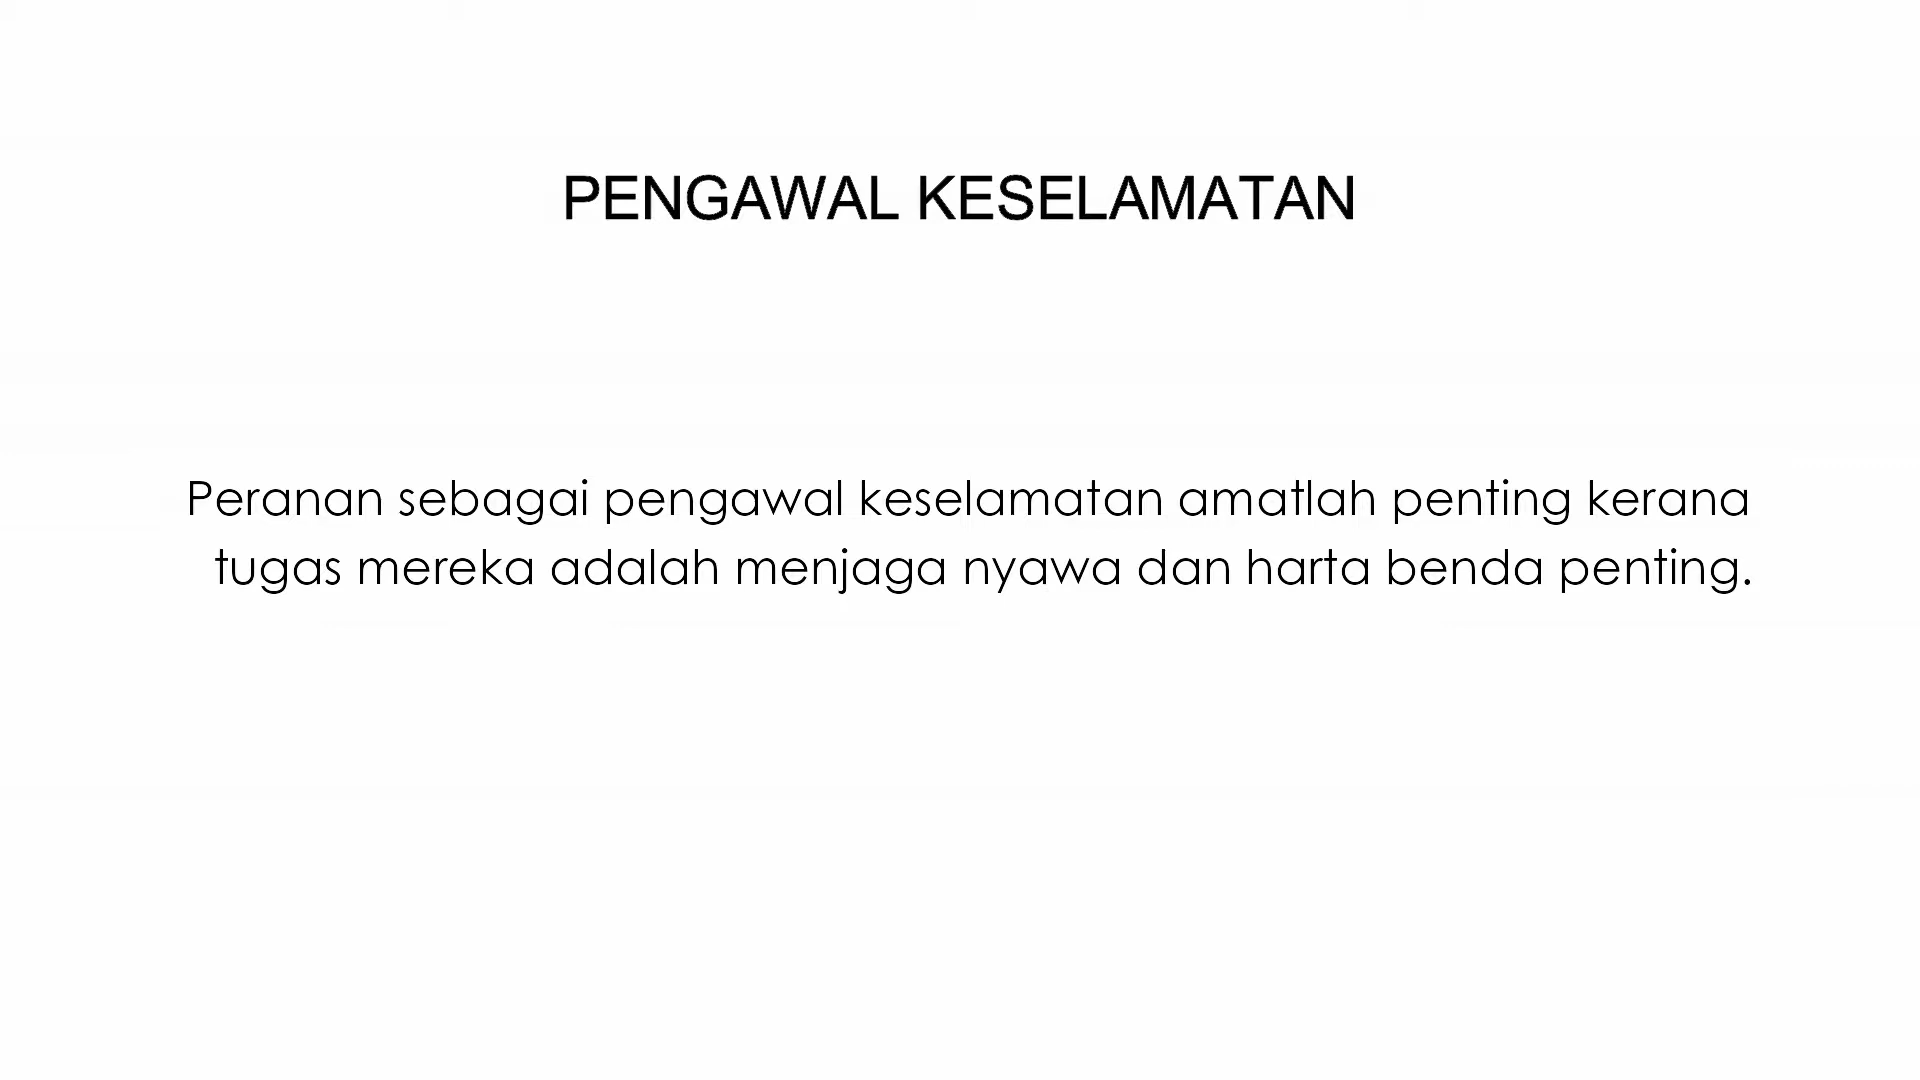 PENGAWAL KESELAMATAN
Peranan sebagai pengawal keselamatan amatlah penting kerana
tugas mereka adalah menjaga nyawa dan harta benda penting.